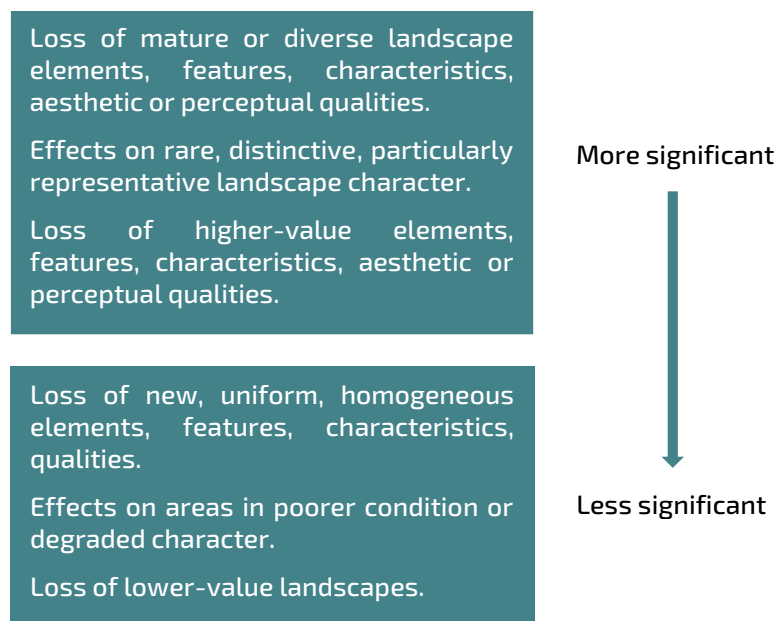 Loss of mature or diverse landscape
elements, features, characteristics,
aesthetic or perceptual qualities.
Effects on rare, distinctive, particularly
representative landscape character.
Loss of higher-value elements,
features, characteristics, aesthetic or
perceptual qualities.
More significant
Loss of new, uniform, homogeneous
elements, features, characteristics,
qualities.
Effects on areas in poorer condition or
degraded character.
Loss of lower-value landscapes.
Less significant